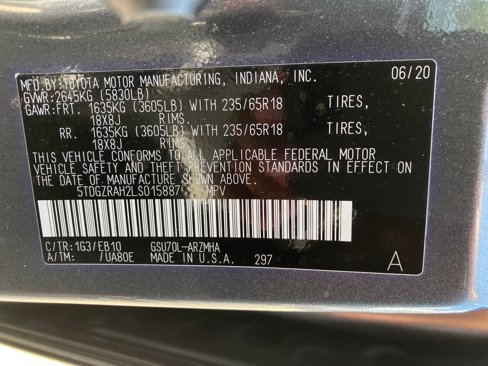 MFD.BY:TOYOTA MOTOR MANUFACTURING, INDIANA, INC. 06/20
GVWR:2645KG (5830LB)
GAWR:FRT. 1635KG (3605LB) WITH 235/65R18 TIRES,
18X8J RIMS.
RR. 1635KG (3605LB) WITH 235/65R18 TIRES,
18X8J RIMS.
THIS VEHICLE CONFORMS TO ALL APPLICABLE FEDERAL MOTOR
VEHICLE SAFETY AND THEFT PREVENTION STANDARDS IN EFFECT ON
THE DATE OF MANUFACTURE SHOWN ABOVE.
MPV
C/TR:1G3/EB10 GSU70L-ARZMHA
A/TM: /UA80E MADE IN U.S.A. 297 A